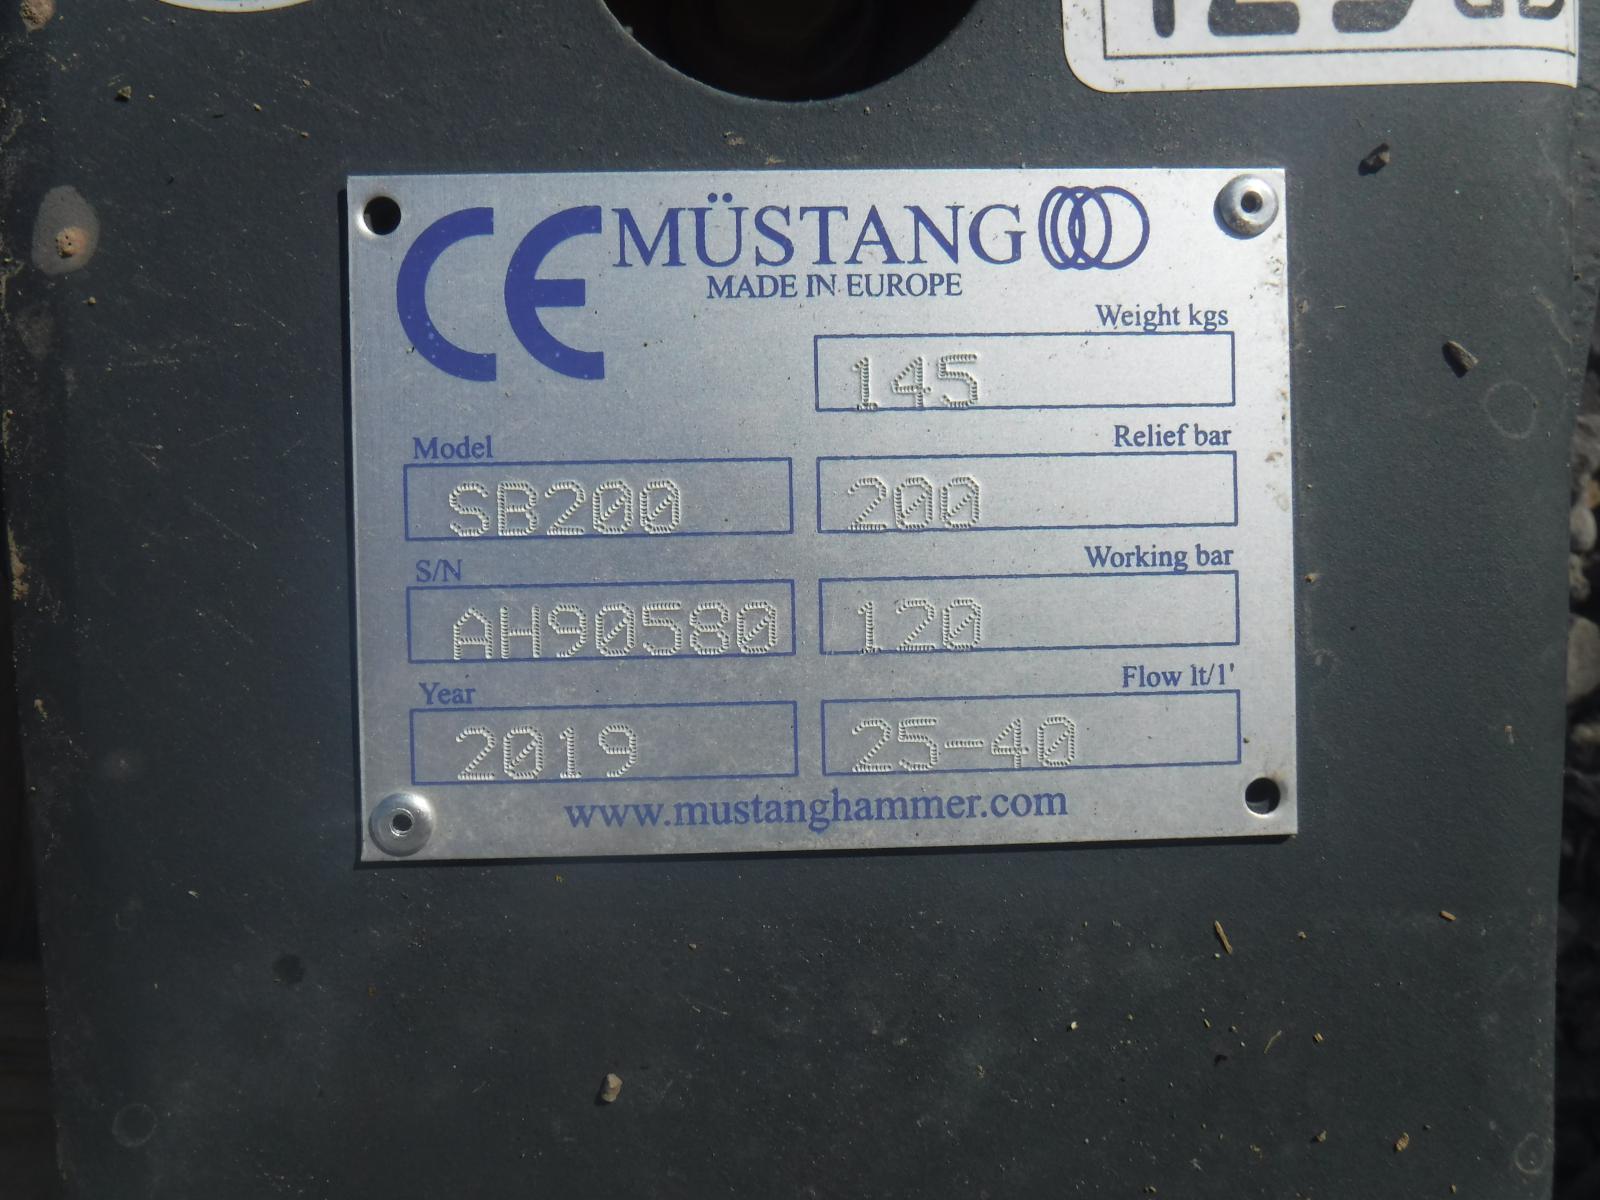 CE MÜSTANG
MADE IN EUROPE
Weight kgs
145
Model
SB200
Relief bar
200
S/N
AH90580
Working bar
120
Year
2019
Flow lt/1'
25-40
www.mustanghammer.com